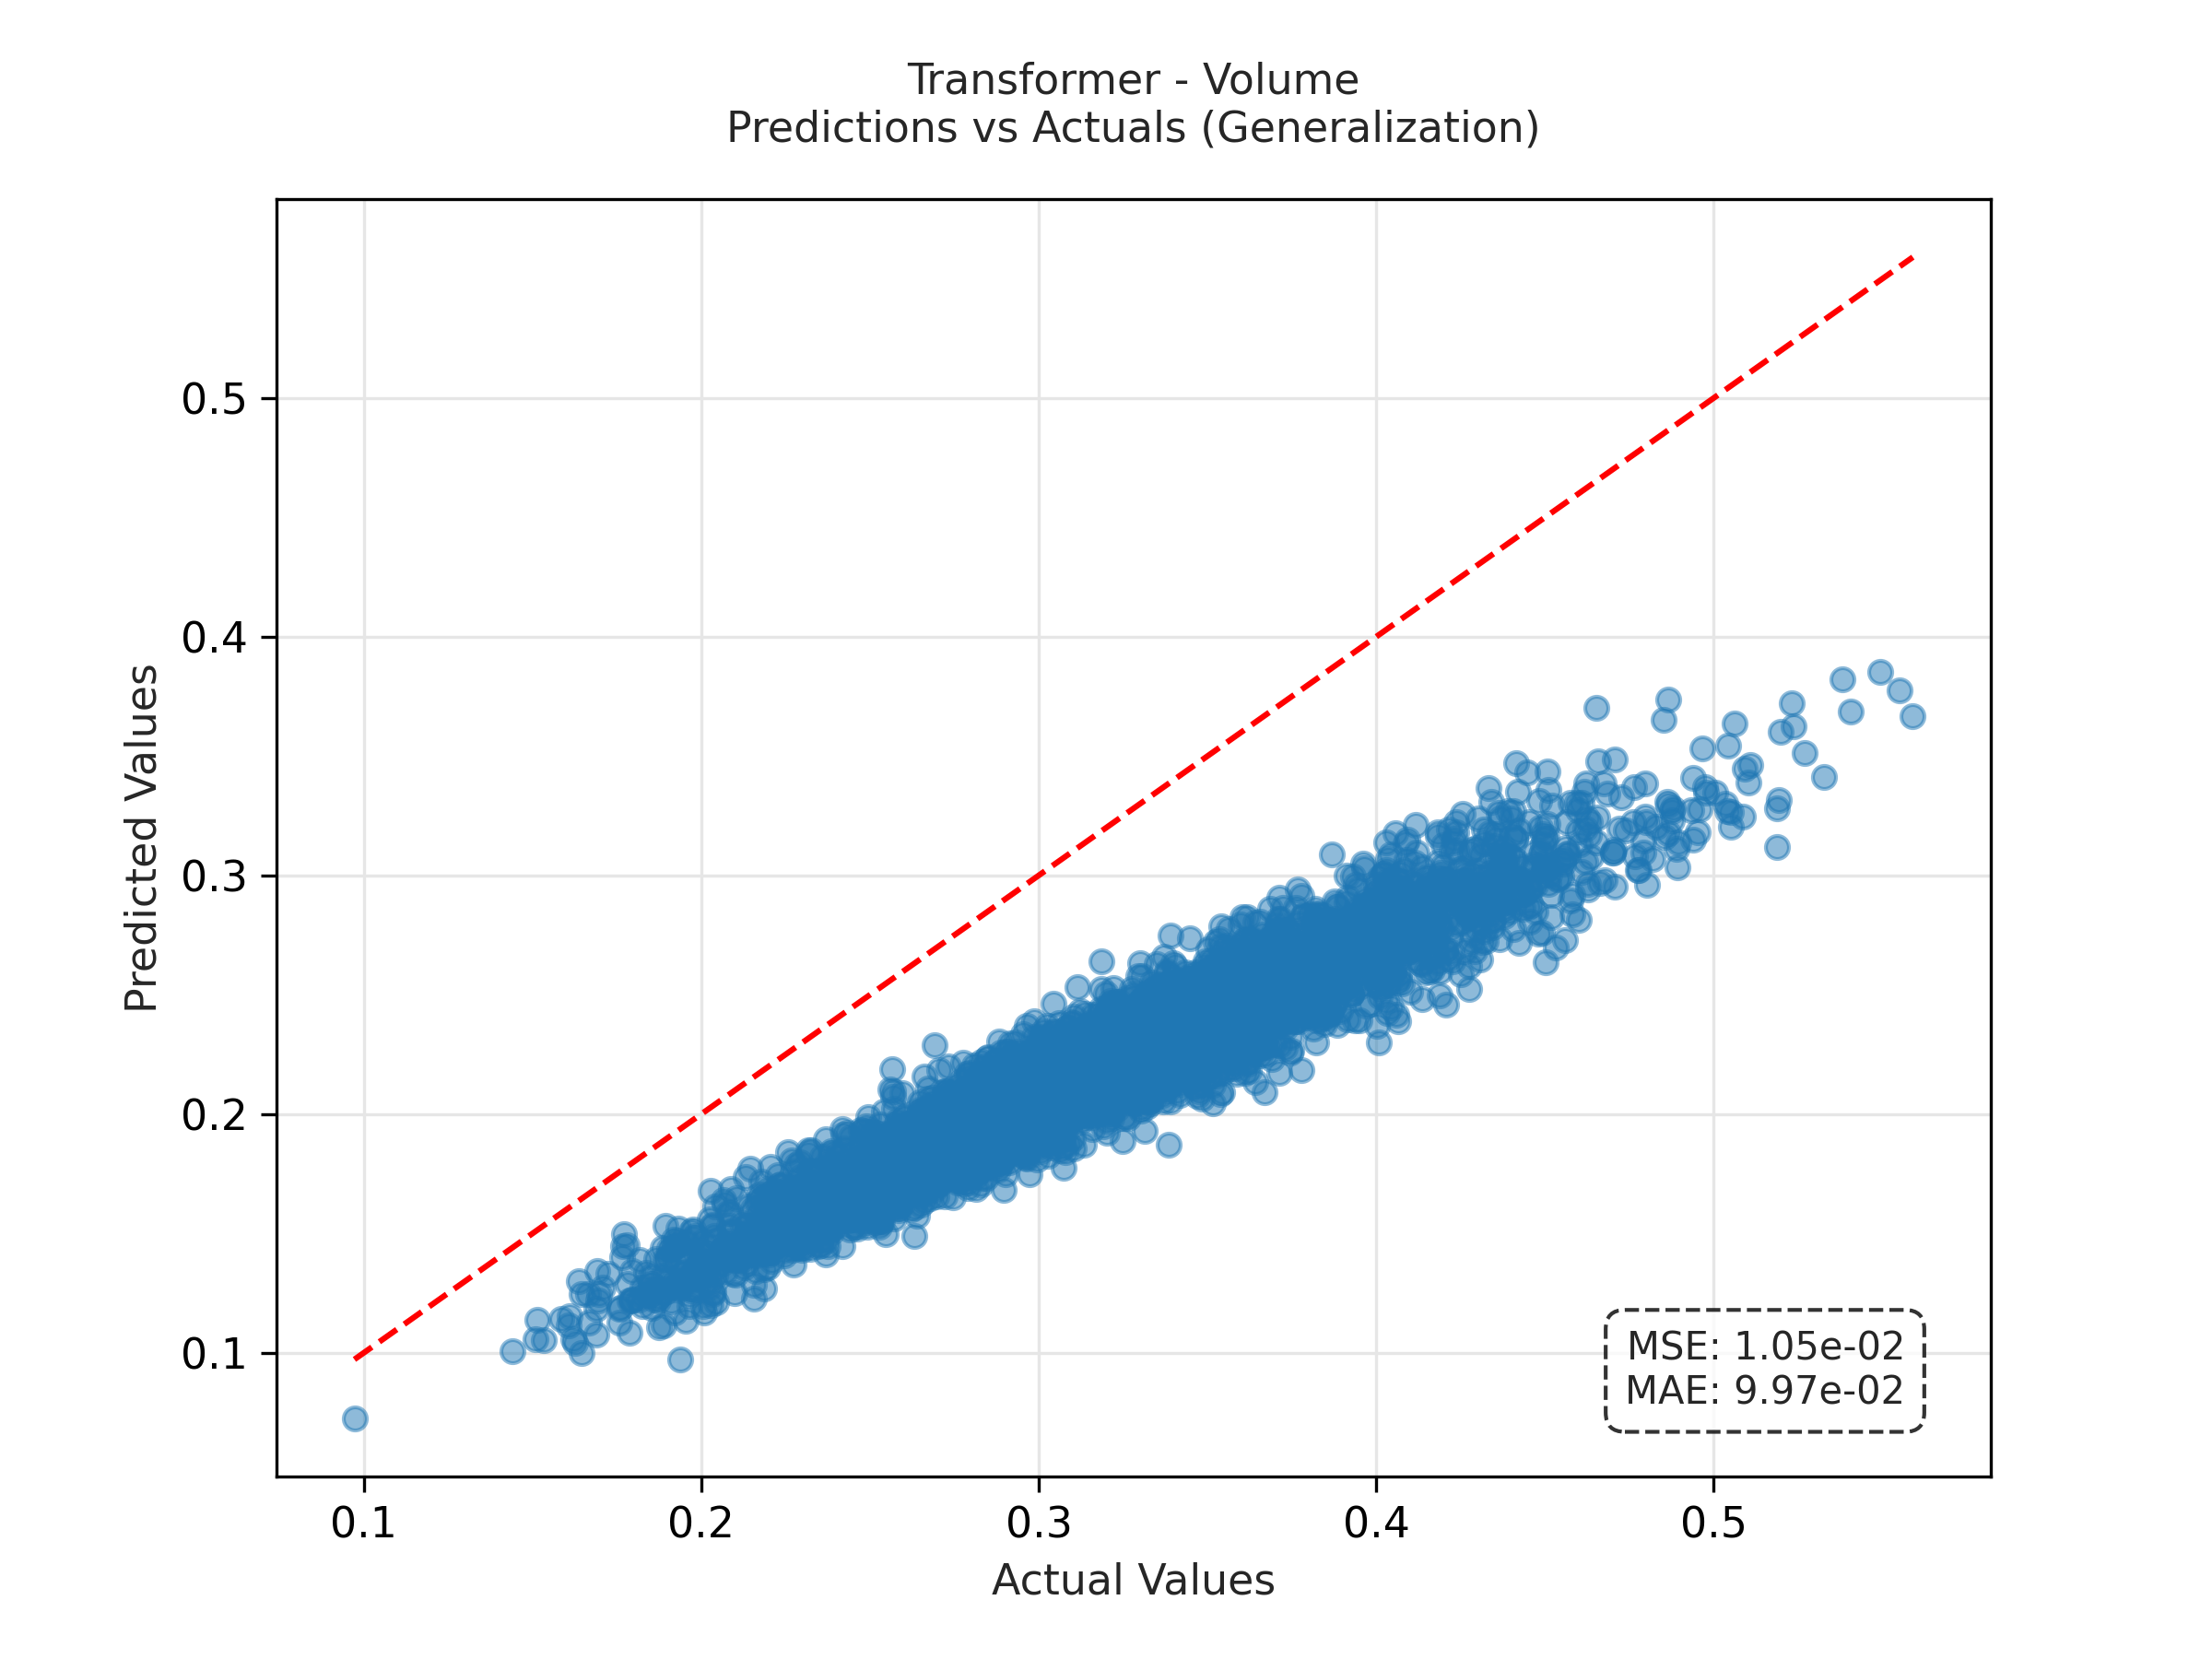 Transformer - Volume
Predictions vs Actuals (Generalization)
Predicted Values
0.5
0.4
0.3
0.2
0.1
MSE: 1.05e-02
MAE: 9.97e-02
0.1 0.2 0.3 0.4 0.5
Actual Values